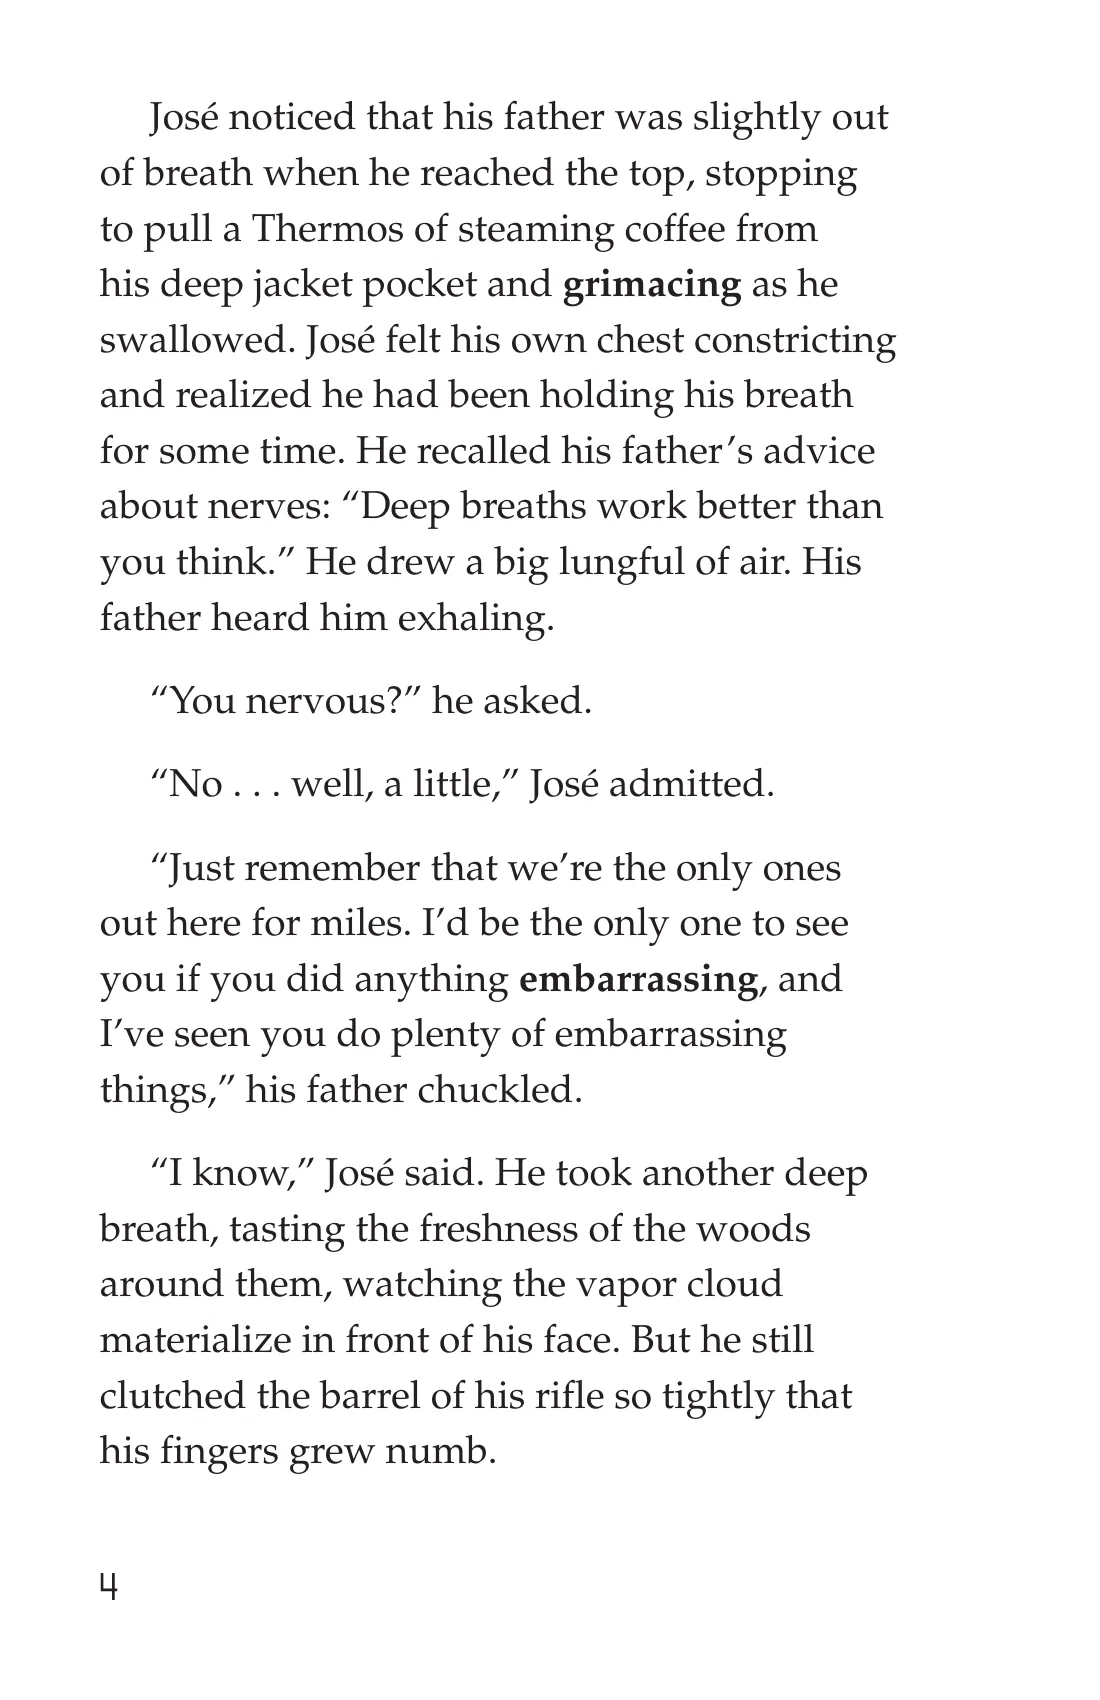 José noticed that his father was slightly out
of breath when he reached the top, stopping
to pull a Thermos of steaming coffee from
his deep jacket pocket and grimacing as he
swallowed. José felt his own chest constricting
and realized he had been holding his breath
for some time. He recalled his father’s advice
about nerves: “Deep breaths work better than
you think.” He drew a big lungful of air. His
father heard him exhaling.
“You nervous?” he asked.
“No . . . well, a little,” José admitted.
“Just remember that we’re the only ones
out here for miles. I’d be the only one to see
you if you did anything embarrassing, and
I’ve seen you do plenty of embarrassing
things,” his father chuckled.
“I know,” José said. He took another deep
breath, tasting the freshness of the woods
around them, watching the vapor cloud
materialize in front of his face. But he still
clutched the barrel of his rifle so tightly that
his fingers grew numb.
4